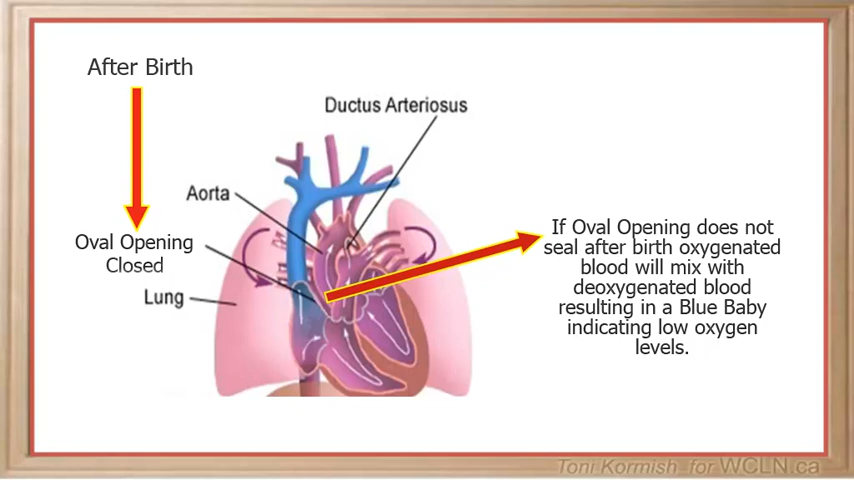 After Birth
Ductus Arteriosus
Aorta
Oval Opening
Closed
Lung
If Oval Opening does not
seal after birth oxygenated
blood will mix with
deoxygenated blood
resulting in a Blue Baby
indicating low oxygen
levels.
Toni Kormish for WCLN.ca